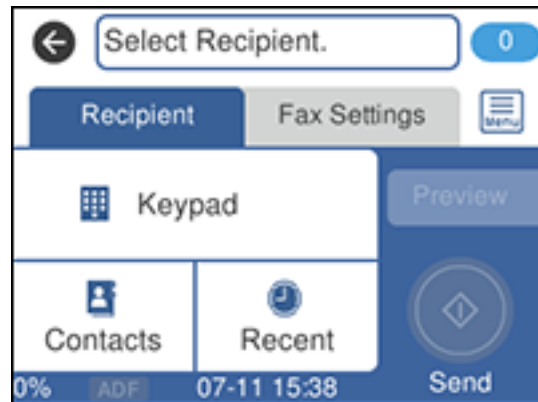 Select Recipient.
0
Recipient
Fax Settings
Menu
Keypad
Preview
Contacts
Recent
0%
ADF
07-11 15:38
Send